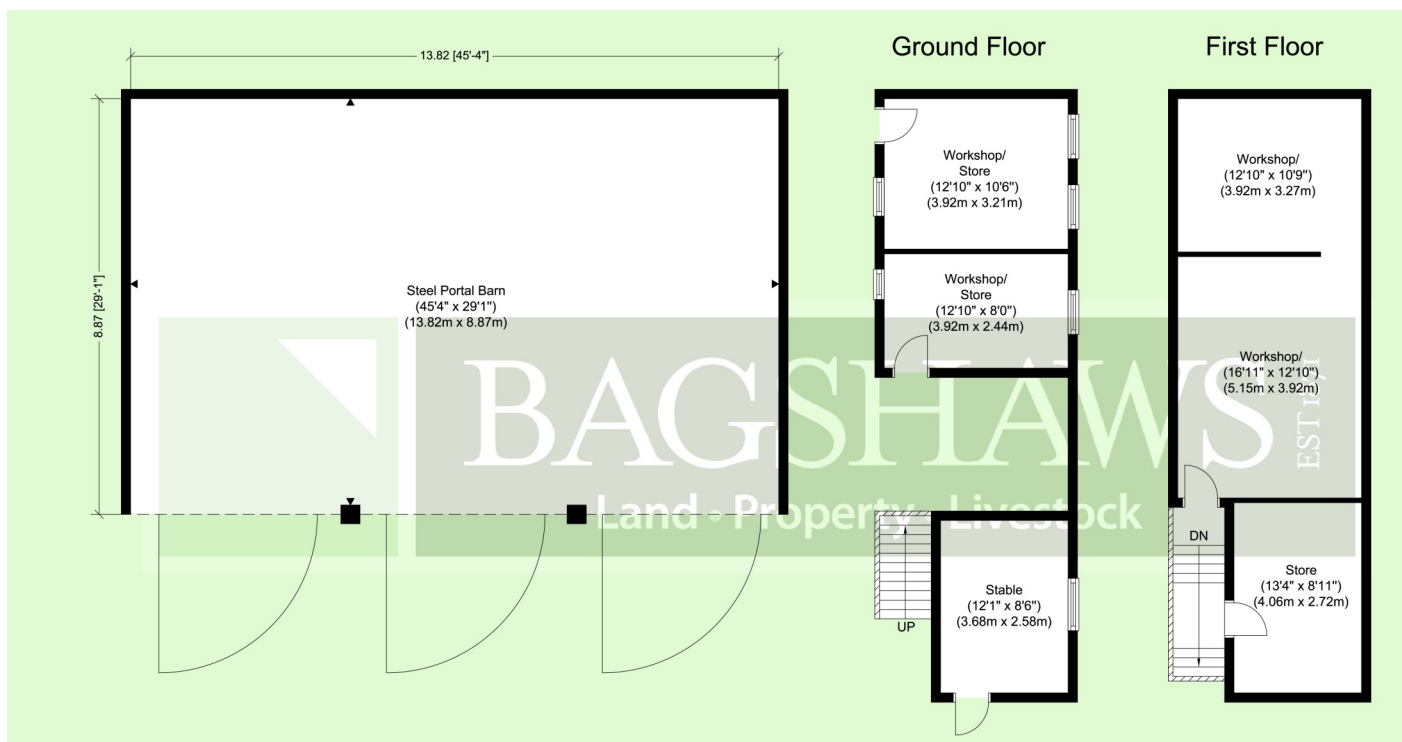 Ground Floor
First Floor
13.82 [45'-4"]
8.87 [29'-1"]
Steel Portal Barn
(45'4" x 29'1")
(13.82m x 8.87m)
Workshop/
Store
(12'10" x 10'6")
(3.92m x 3.21m)
Workshop/
Store
(12'10" x 8'0")
(3.92m x 2.44m)
UP
Stable
(12'1" x 8'6")
(3.68m x 2.58m)
Workshop/
(12'10" x 10'9")
(3.92m x 3.27m)
Workshop/
(16'11" x 12'10")
(5.15m x 3.92m)
DN
Store
(13'4" x 8'11")
(4.06m x 2.72m)
BAGSHAWS
EST
Land • Property • Livestock